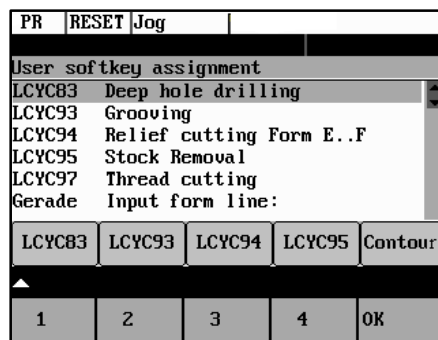 PR RESET Jog
User softkey assignment
LCYC83 Deep hole drilling
LCYC93 Grooving
LCYC94 Relief cutting Form E..F
LCYC95 Stock Removal
LCYC97 Thread cutting
Gerade Input form line:
LCYC83 LCYC93 LCYC94 LCYC95 Contour
1 2 3 4 OK